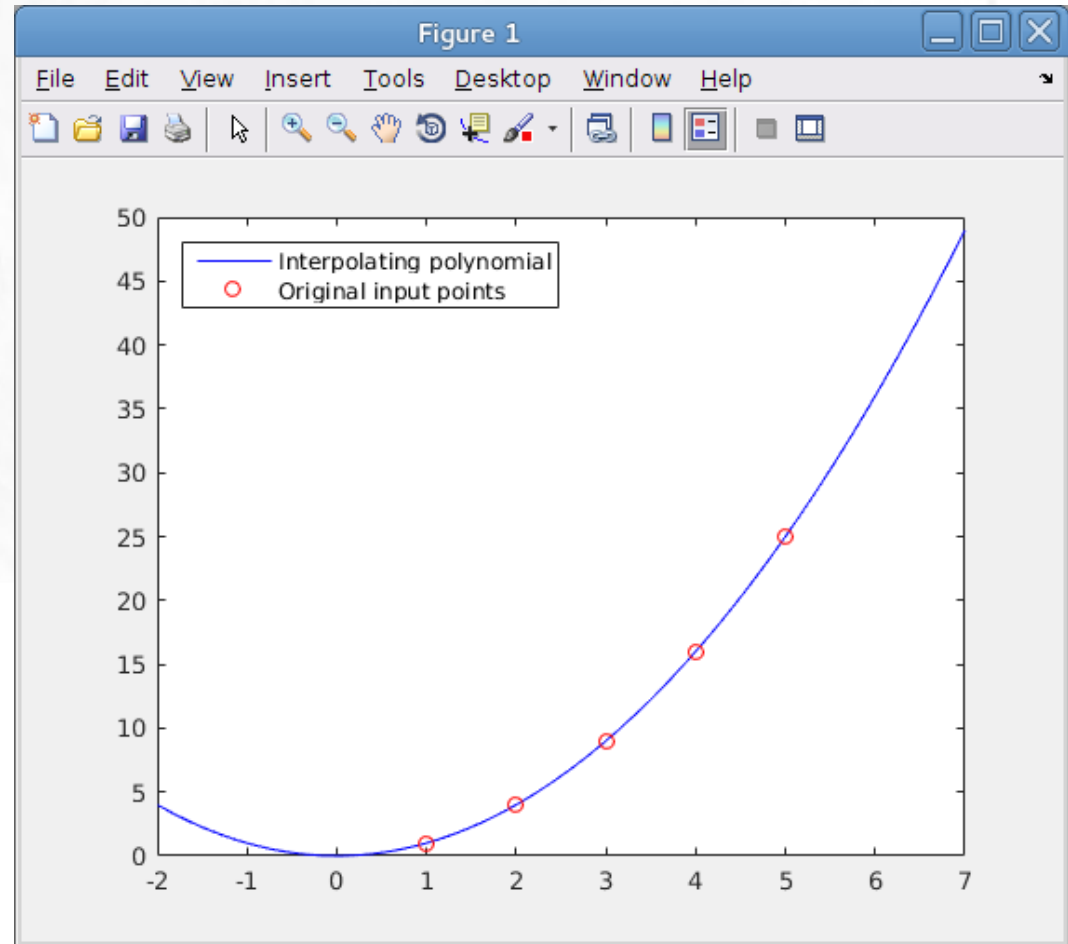 Figure 1
File Edit View Insert Tools Desktop Window Help
50
45
40
35
30
25
20
15
10
5
0
Interpolating polynomial
Original input points
-2 -1 0 1 2 3 4 5 6 7